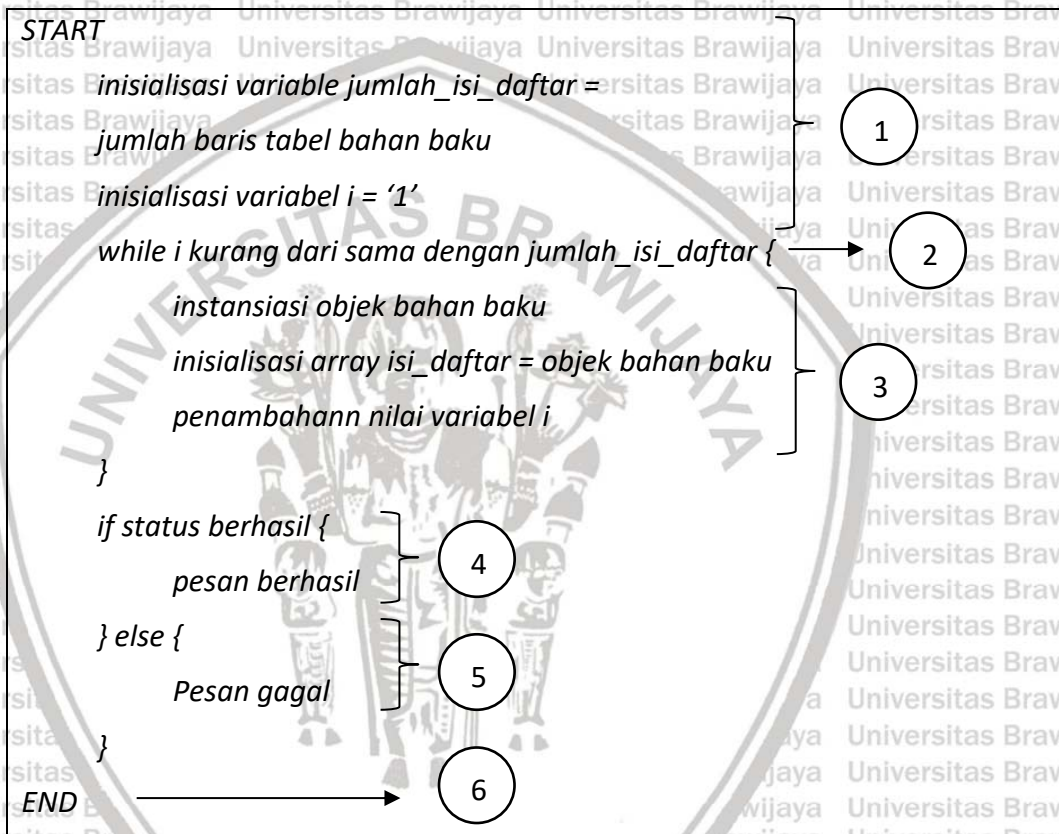 START
inisialisasi variable jumlah_isi_daftar =
jumlah baris tabel bahan baku
1
inisialisasi variabel i = ‘1’
while i kurang dari sama dengan jumlah_isi_daftar {
2
instansiasi objek bahan baku
inisialisasi array isi_daftar = objek bahan baku
3
penambahann nilai variabel i
}
if status berhasil {
4
pesan berhasil
} else {
5
Pesan gagal
}
END
6
UNIVERSITAS BRAWIJAYA